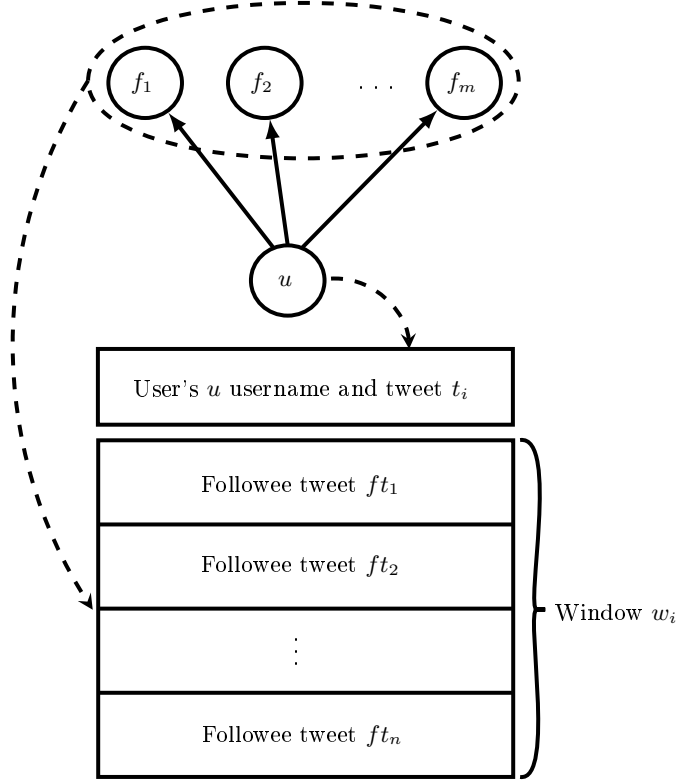 f₁ f₂ . . . fₘ
u
User's u username and tweet tᵢ
Followee tweet ft₁
Followee tweet ft₂
Window wᵢ
⋮
Followee tweet ftₙ